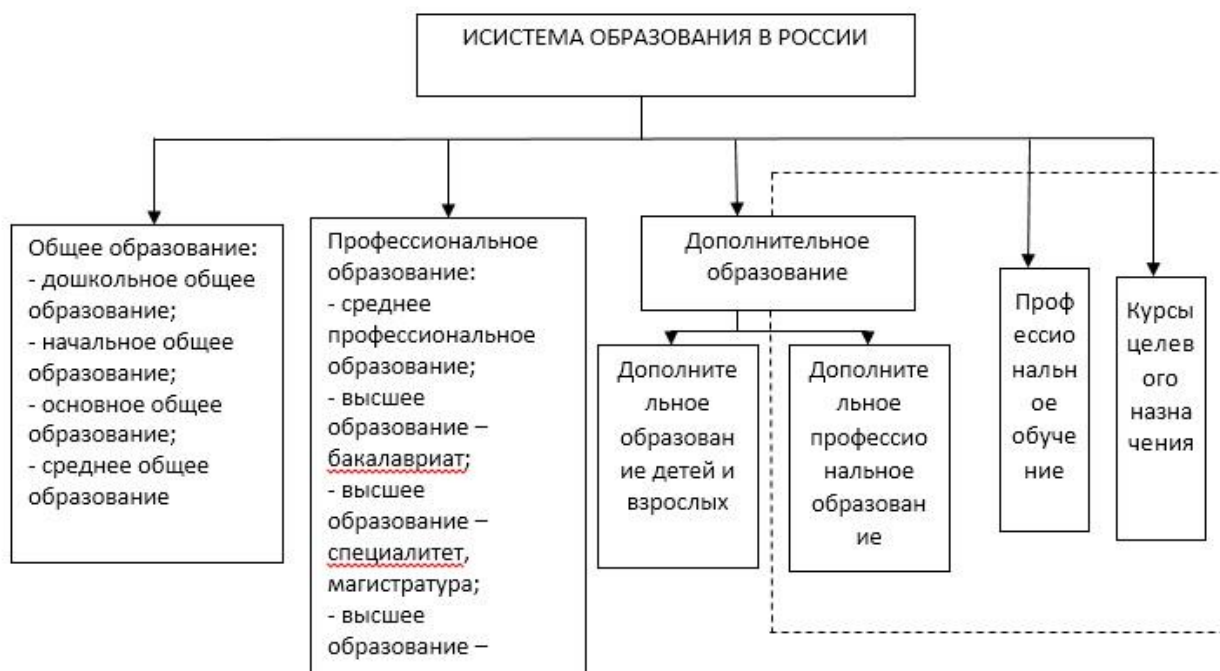 ИСИСТЕМА ОБРАЗОВАНИЯ В РОССИИ
Общее образование:
- дошкольное общее
образование;
- начальное общее
образование;
- основное общее
образование;
- среднее общее
образование
Профессиональное
образование:
- среднее
профессиональное
образование;
- высшее
образование –
бакалавриат;
- высшее
образование –
специалитет,
магистратура;
- высшее
образование –
Дополнительное
образование
Дополните
льное
образован
ие детей и
взрослых
Дополните
льное
профессио
нальное
образован
ие
Проф
ессио
нальн
ое
обуче
ние
Курсы
целев
ого
назна
чения